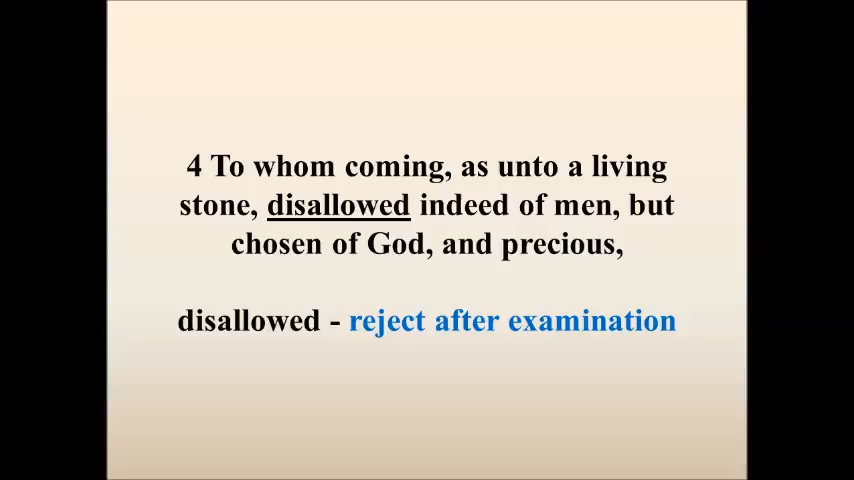 4 To whom coming, as unto a living
stone, disallowed indeed of men, but
chosen of God, and precious,
disallowed - reject after examination